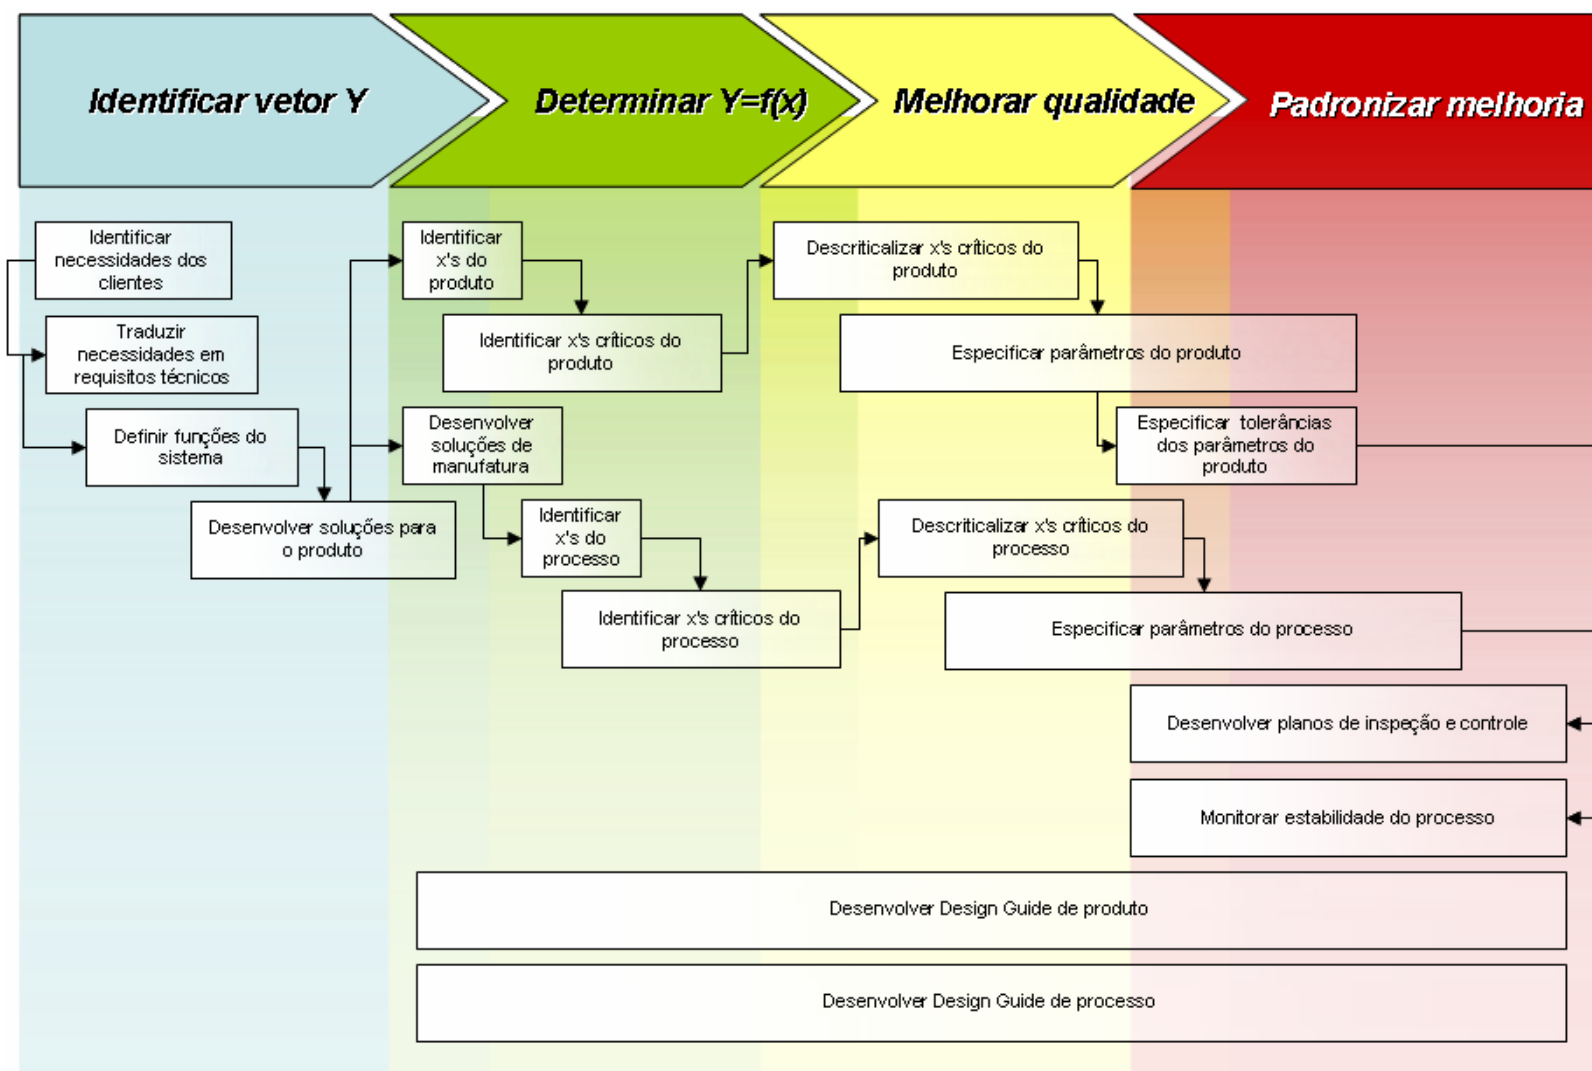 Identificar vetor Y
Determinar Y=f(x)
Melhorar qualidade
Padronizar melhoria
Identificar
necessidades dos
clientes
Traduzir
necessidades em
requisitos técnicos
Definir funções do
sistema
Desenvolver soluções para
o produto
Identificar
x's do
produto
Identificar x's críticos do
produto
Desenvolver
soluções de
manufatura
Identificar
x's do
processo
Identificar x's críticos do
processo
Descriticalizar x's críticos do
produto
Especificar parâmetros do produto
Especificar tolerâncias
dos parâmetros do
produto
Descriticalizar x's críticos do
processo
Especificar parâmetros do processo
Desenvolver planos de inspeção e controle
Monitorar estabilidade do processo
Desenvolver Design Guide de produto
Desenvolver Design Guide de processo